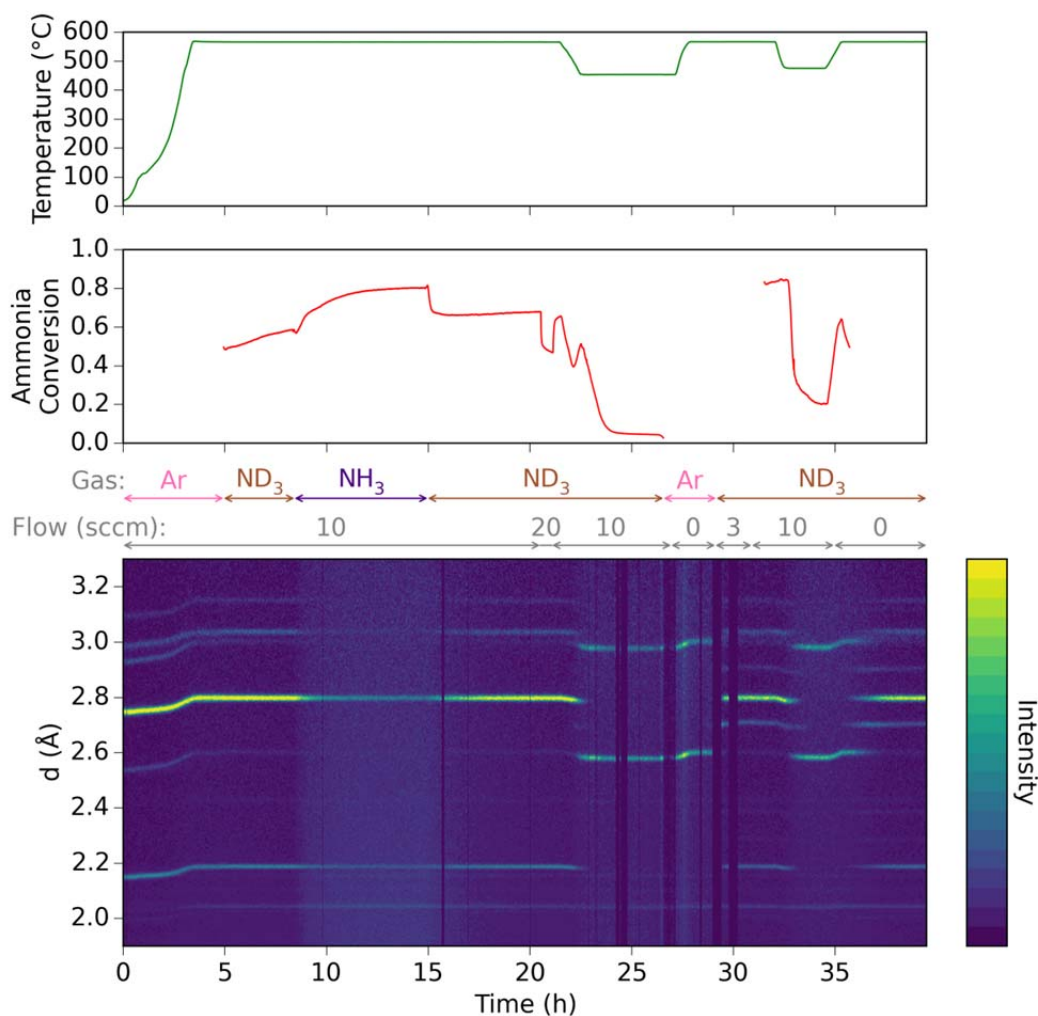 600
500
400
300
200
100
0
Temperature (°C)
1.0
0.8
0.6
0.4
0.2
0.0
Ammonia
Conversion
Gas: Ar ND₃ NH₃ ND₃ Ar ND₃
Flow (sccm): 10 20 10 0 3 10 0
3.2
3.0
2.8
2.6
2.4
2.2
2.0
d (Å)
Intensity
0 5 10 15 20 25 30 35
Time (h)